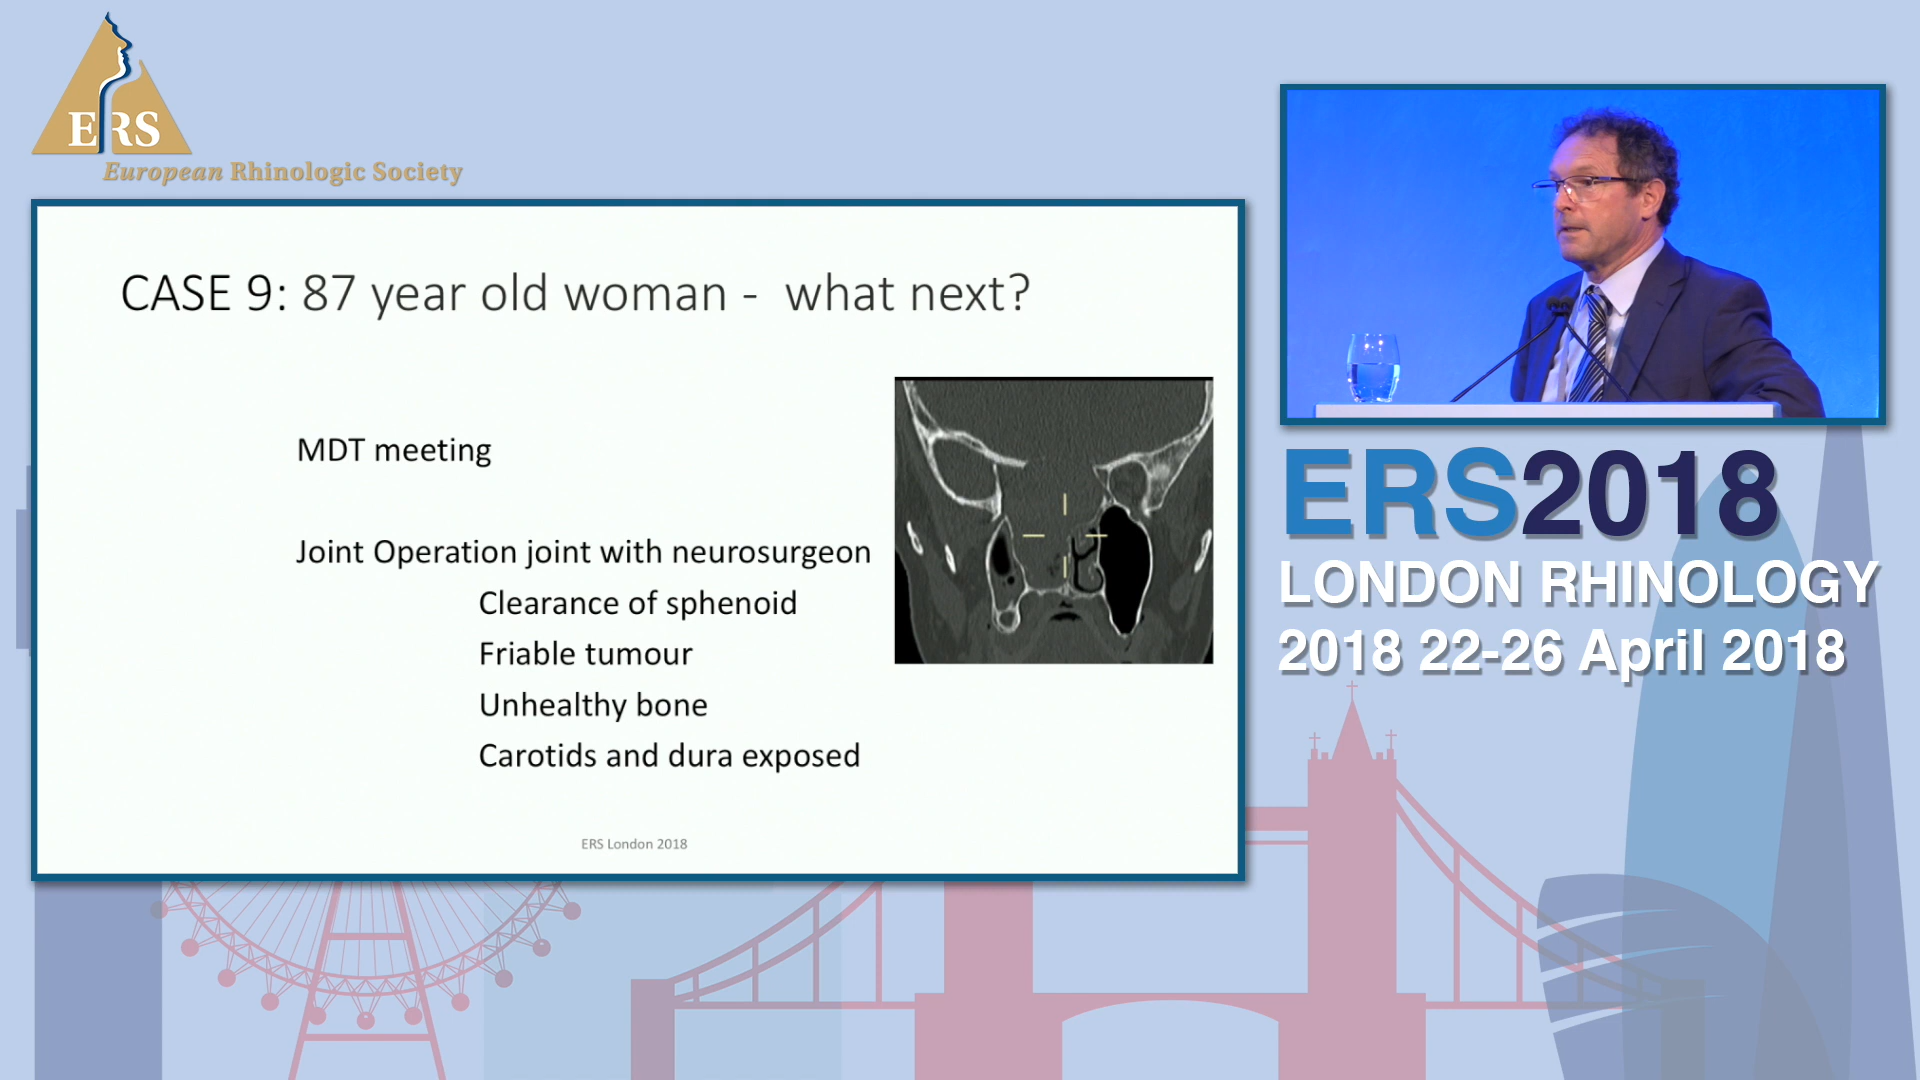 ERS
European Rhinologic Society
CASE 9: 87 year old woman - what next?
MDT meeting
Joint Operation joint with neurosurgeon
Clearance of sphenoid
Friable tumour
Unhealthy bone
Carotids and dura exposed
ERS London 2018
ERS2018
LONDON RHINOLOGY
2018 22-26 April 2018